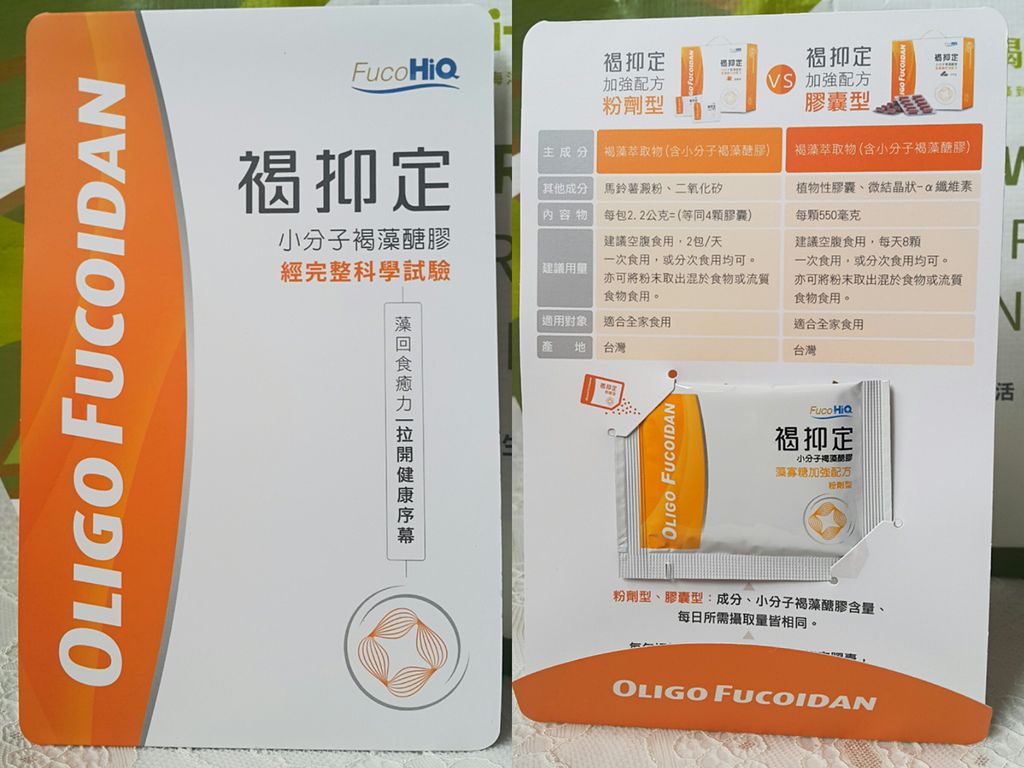 OLIGO FUCOIDAN
FucoHiQ
褐抑定
小分子褐藻醣膠
經完整科學試驗
藻回食癒力—拉開健康序幕
褐抑定
加強配方
粉劑型
VS
褐抑定
加強配方
膠囊型
主成分
褐藻萃取物(含小分子褐藻醣膠)
褐藻萃取物(含小分子褐藻醣膠)
其他成分
馬鈴薯澱粉、二氧化矽
植物性膠囊、微結晶狀-α纖維素
內容物
每包2.2公克=(等同4顆膠囊)
每顆550毫克
建議用量
建議空腹食用，2包/天
一次食用，或分次食用均可。
亦可將粉末取出混於食物或流質
食物食用。
建議空腹食用，每天8顆
一次食用，或分次食用均可。
亦可將粉末取出混於食物或流質
食物食用。
適用對象
適合全家食用
適合全家食用
產地
台灣
台灣
OLIGO FUCOIDAN
FucoHiQ
褐抑定
小分子褐藻醣膠
藻寡糖加強配方
粉劑型
粉劑型、膠囊型：成分、小分子褐藻醣膠含量、
每日所需攝取量皆相同。
OLIGO FUCOIDAN